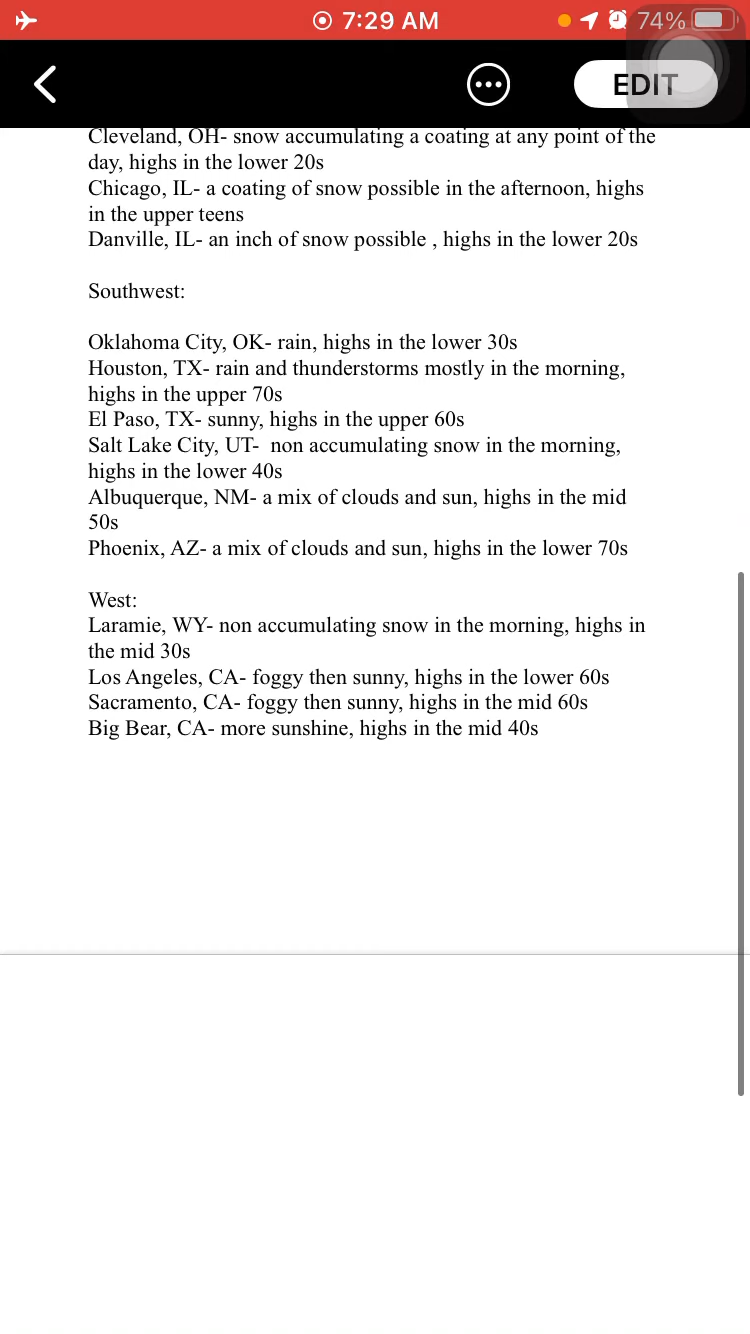 7:29 AM
74%
EDIT
Cleveland, OH- snow accumulating a coating at any point of the
day, highs in the lower 20s
Chicago, IL- a coating of snow possible in the afternoon, highs
in the upper teens
Danville, IL- an inch of snow possible , highs in the lower 20s
Southwest:
Oklahoma City, OK- rain, highs in the lower 30s
Houston, TX- rain and thunderstorms mostly in the morning,
highs in the upper 70s
El Paso, TX- sunny, highs in the upper 60s
Salt Lake City, UT-  non accumulating snow in the morning,
highs in the lower 40s
Albuquerque, NM- a mix of clouds and sun, highs in the mid
50s
Phoenix, AZ- a mix of clouds and sun, highs in the lower 70s
West:
Laramie, WY- non accumulating snow in the morning, highs in
the mid 30s
Los Angeles, CA- foggy then sunny, highs in the lower 60s
Sacramento, CA- foggy then sunny, highs in the mid 60s
Big Bear, CA- more sunshine, highs in the mid 40s